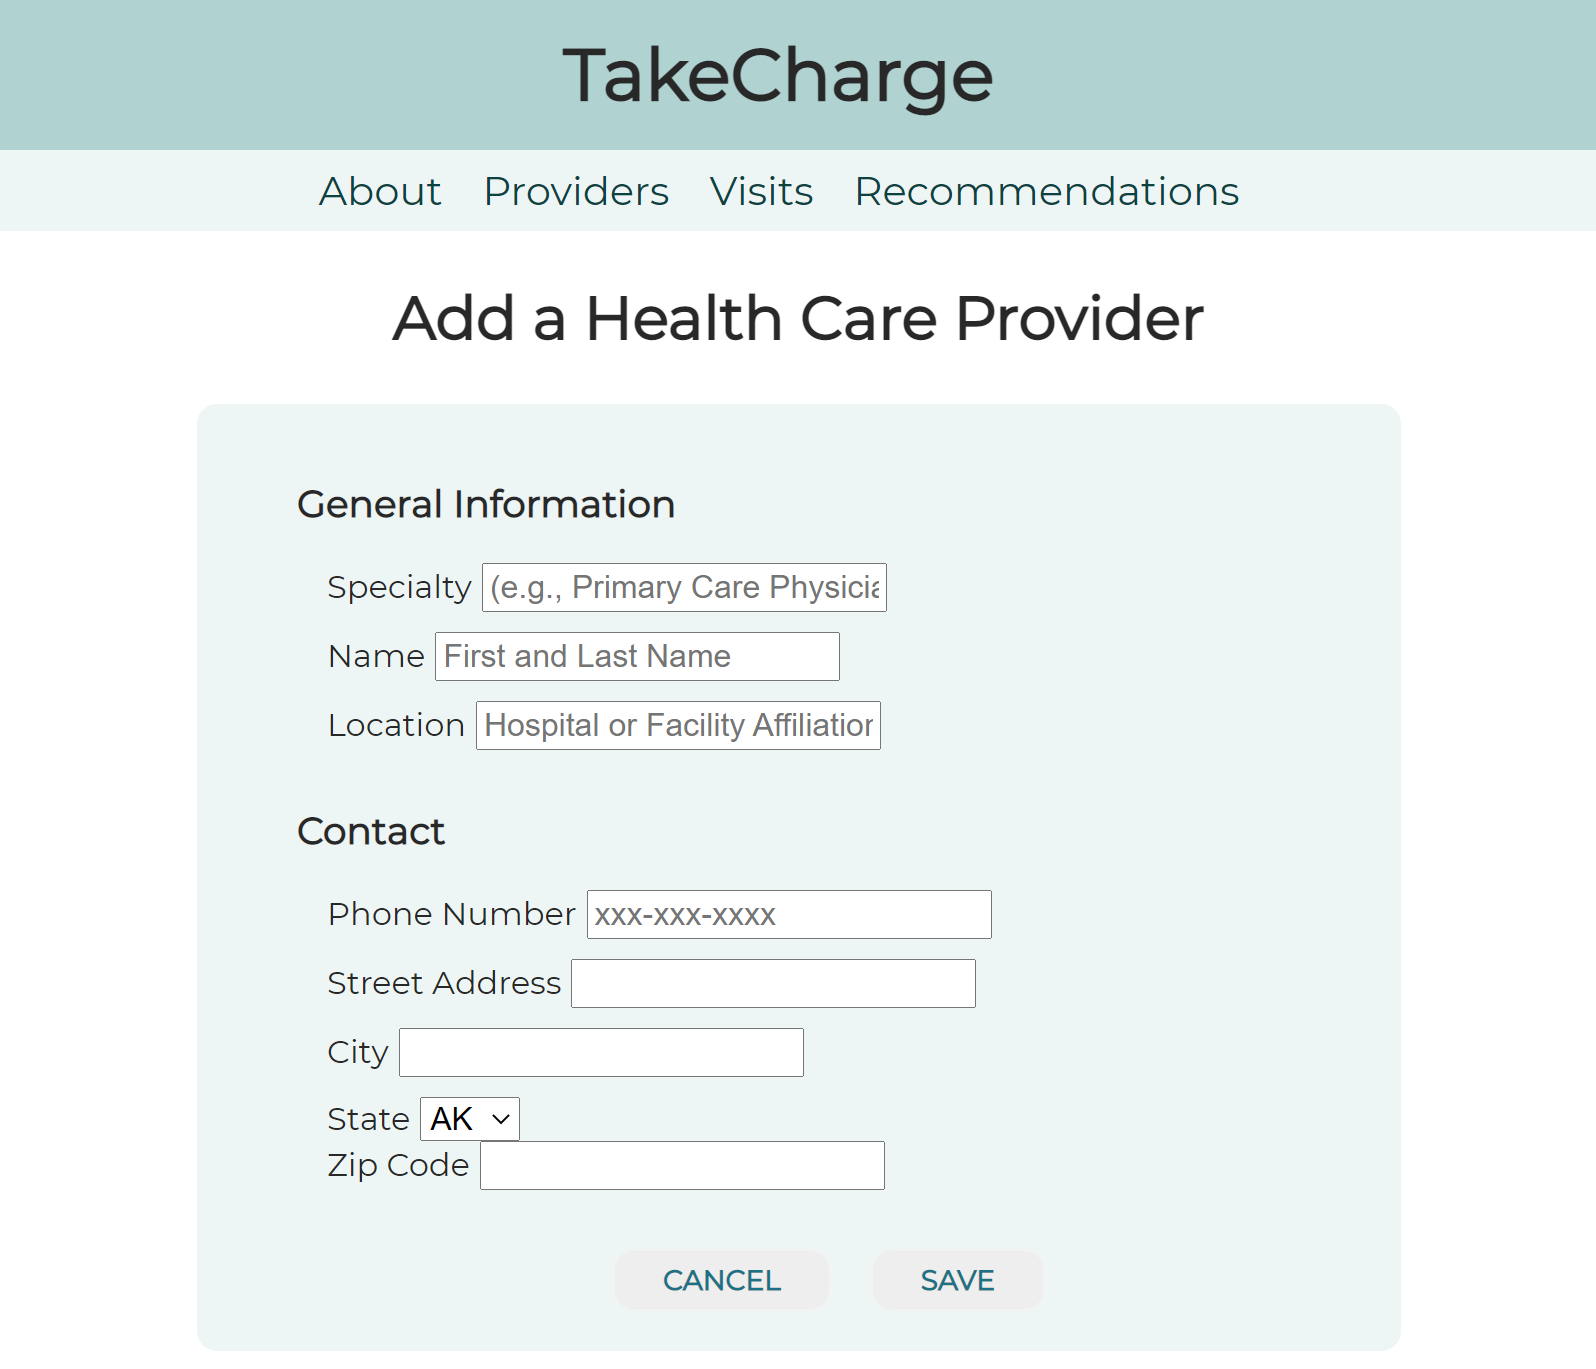 TakeCharge
About Providers Visits Recommendations
Add a Health Care Provider
General Information
Specialty (e.g., Primary Care Physicia
Name First and Last Name
Location Hospital or Facility Affiliation
Contact
Phone Number xxx-xxx-xxxx
Street Address
City
State AK
Zip Code
CANCEL SAVE